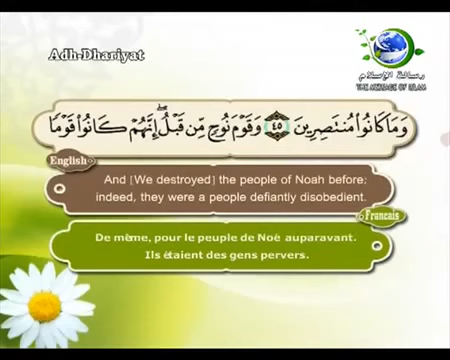 Adh-Dhariyat
رسالة الإسلام
THE MESSAGE OF ISLAM
وَمَا كَانُوا۟ مُنتَصِرِينَ ٤٥ وَقَوْمَ نُوحٍ مِّن قَبْلُ ۖ إِنَّهُمْ كَانُوا۟ قَوْمًا
English
And [We destroyed] the people of Noah before;
indeed, they were a people defiantly disobedient.
Francais
De même, pour le peuple de Noé auparavant.
Ils étaient des gens pervers.